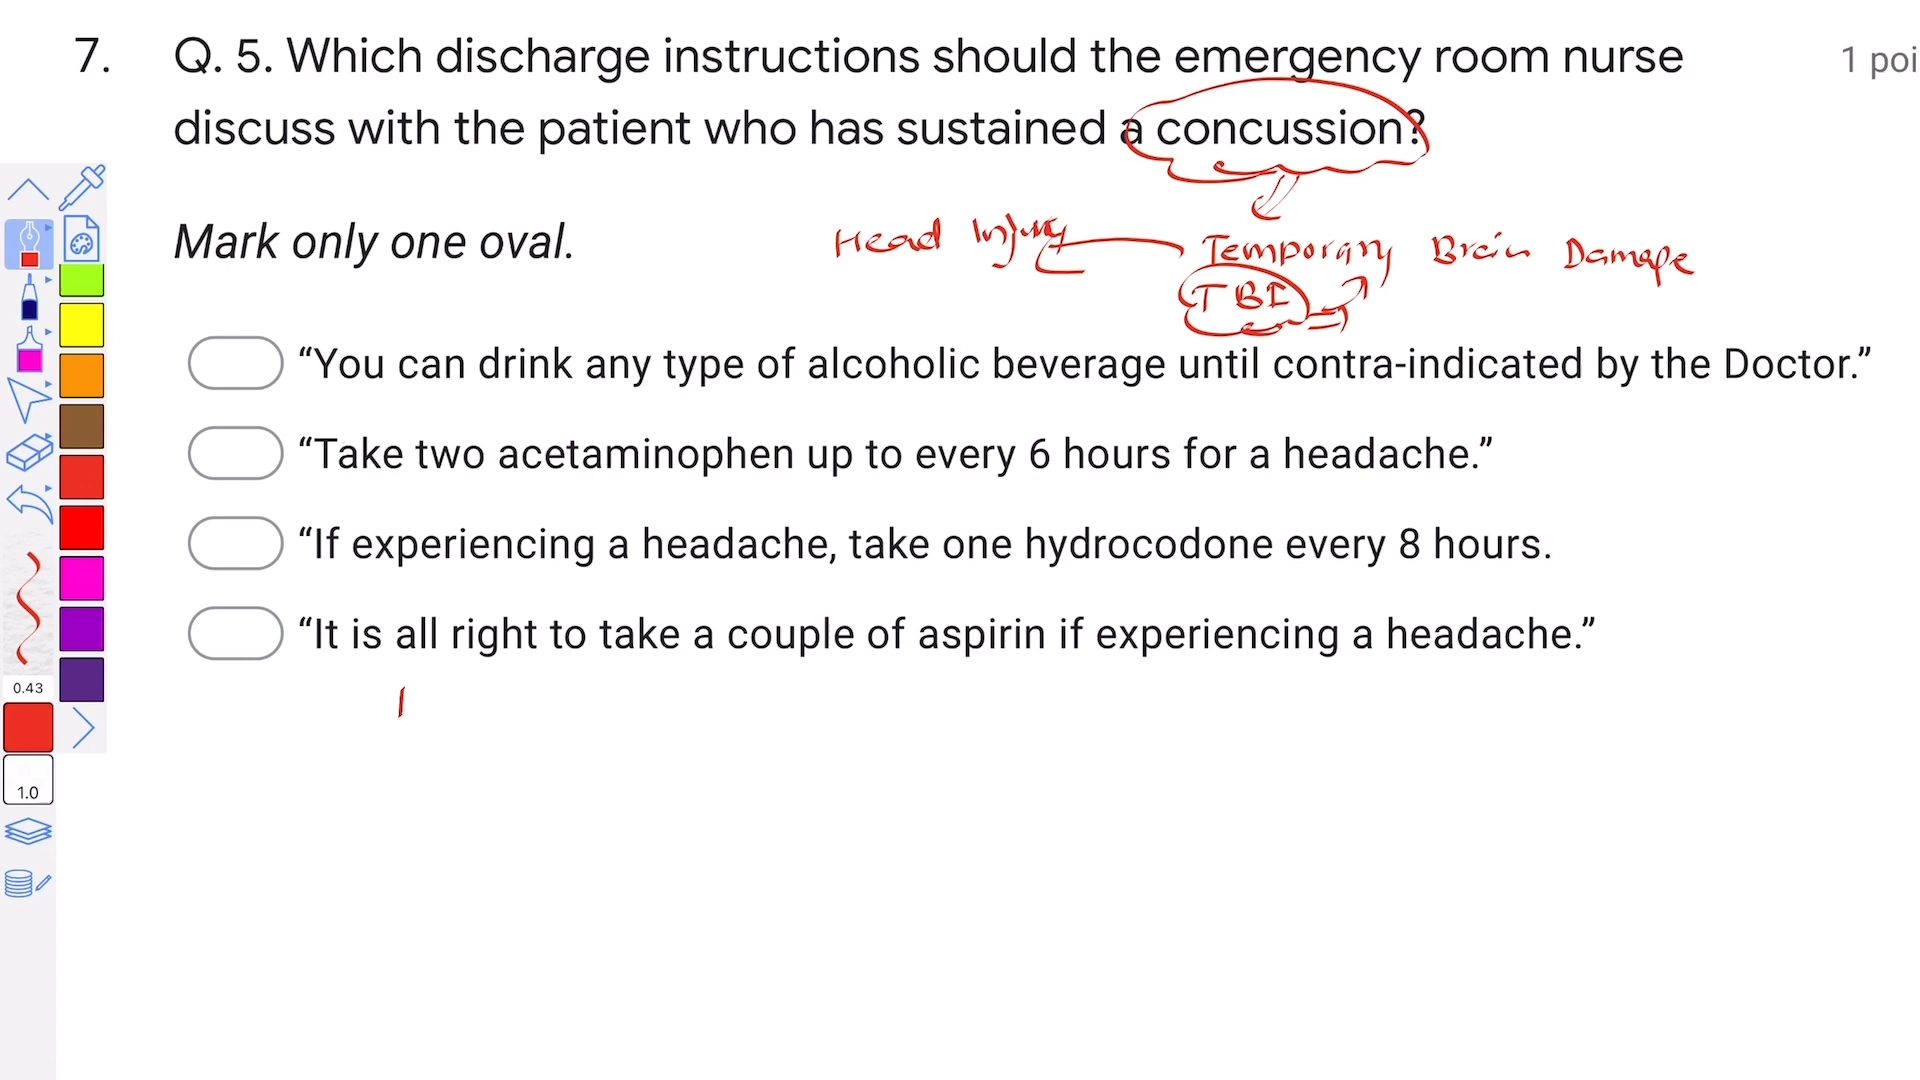 7. Q. 5. Which discharge instructions should the emergency room nurse 1 poi
discuss with the patient who has sustained a concussion?
Mark only one oval.
Head Injury Temporary Brain Damage
TBI
“You can drink any type of alcoholic beverage until contra-indicated by the Doctor.”
“Take two acetaminophen up to every 6 hours for a headache.”
“If experiencing a headache, take one hydrocodone every 8 hours.
“It is all right to take a couple of aspirin if experiencing a headache.”
0.43
1.0